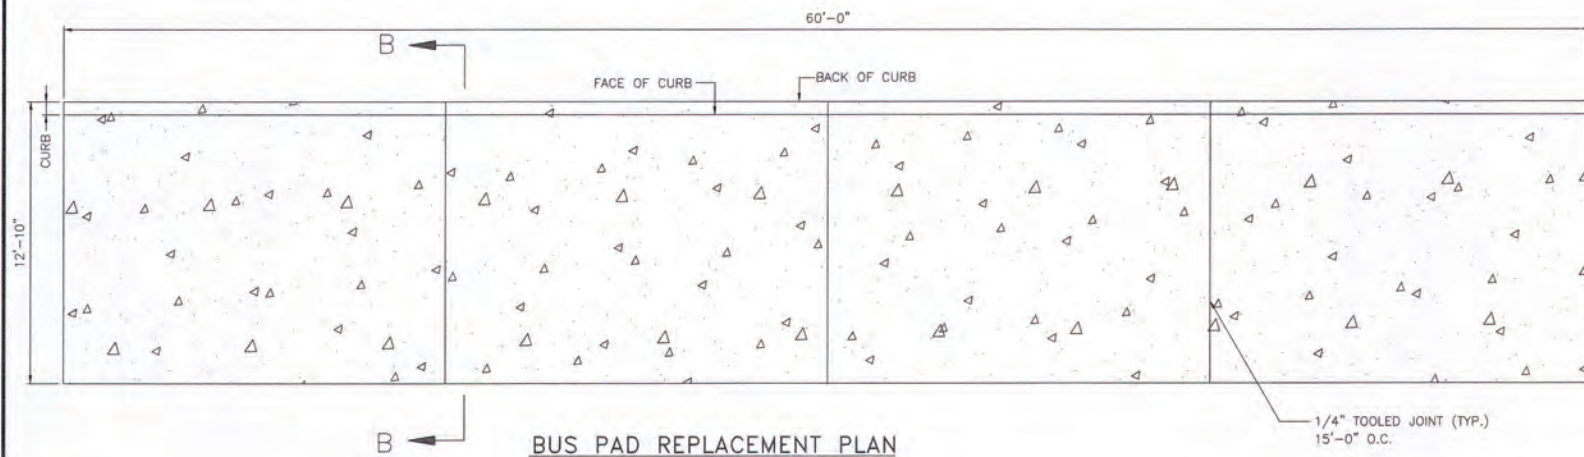 60'-0"
B
FACE OF CURB
BACK OF CURB
CURB
12'-10"
1/4" TOOLED JOINT (TYP.)
15'-0" O.C.
B
BUS PAD REPLACEMENT PLAN